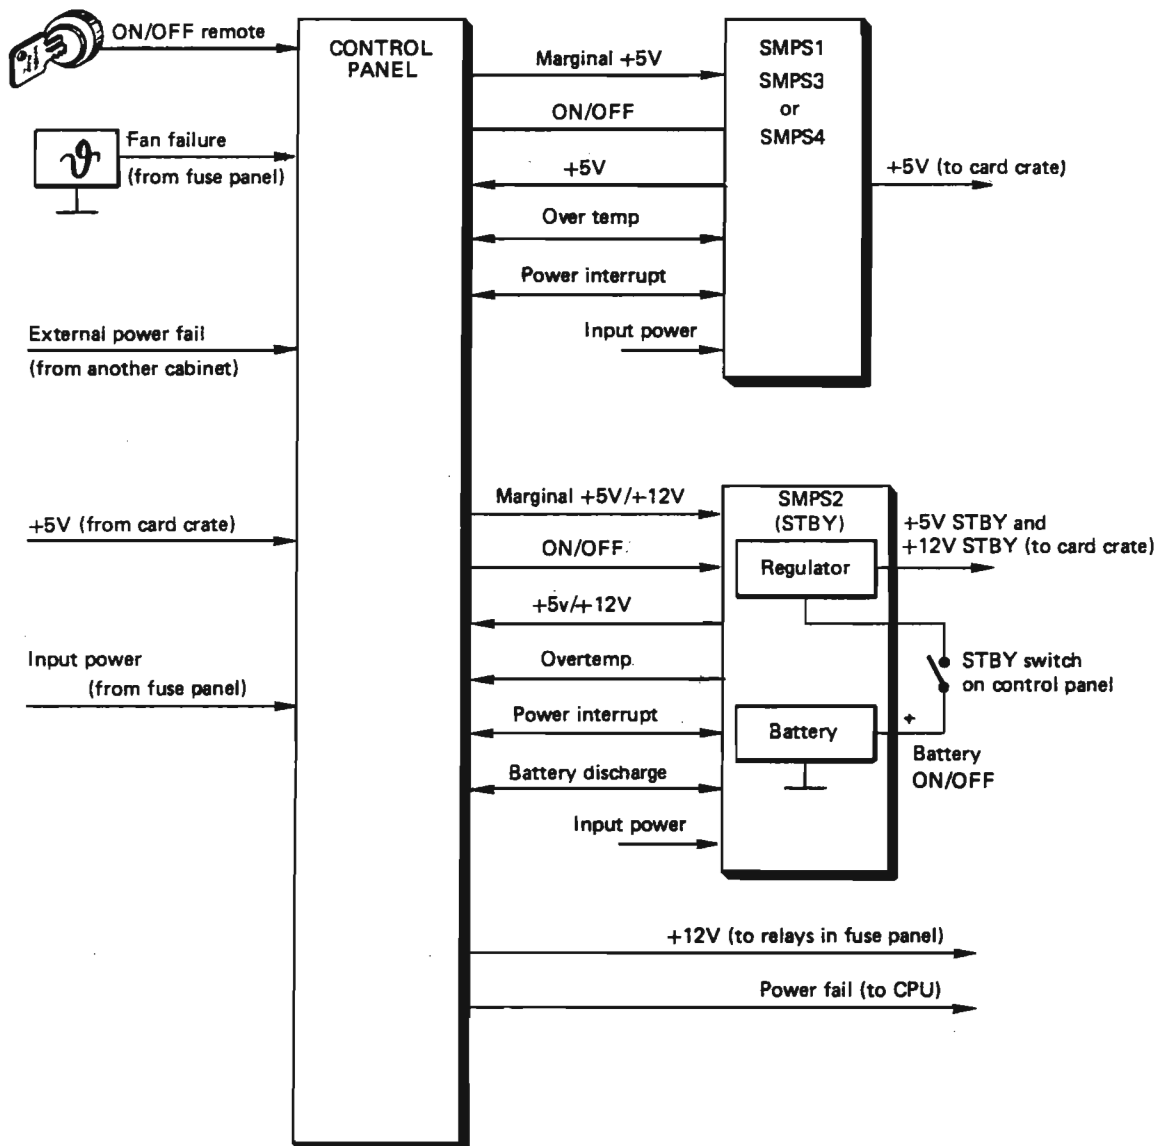 ON/OFF remote
CONTROL
PANEL
Fan failure
(from fuse panel)
ϑ
External power fail
(from another cabinet)
+5V (from card crate)
Input power
(from fuse panel)
Marginal +5V
ON/OFF
+5V
Over temp
Power interrupt
Input power
SMPS1
SMPS3
or
SMPS4
+5V (to card crate)
Marginal +5V/+12V
ON/OFF
+5v/+12V
Overtemp
Power interrupt
Battery discharge
Input power
SMPS2
(STBY)
Regulator
Battery
+
+5V STBY and
+12V STBY (to card crate)
STBY switch
on control panel
Battery
ON/OFF
+12V (to relays in fuse panel)
Power fail (to CPU)